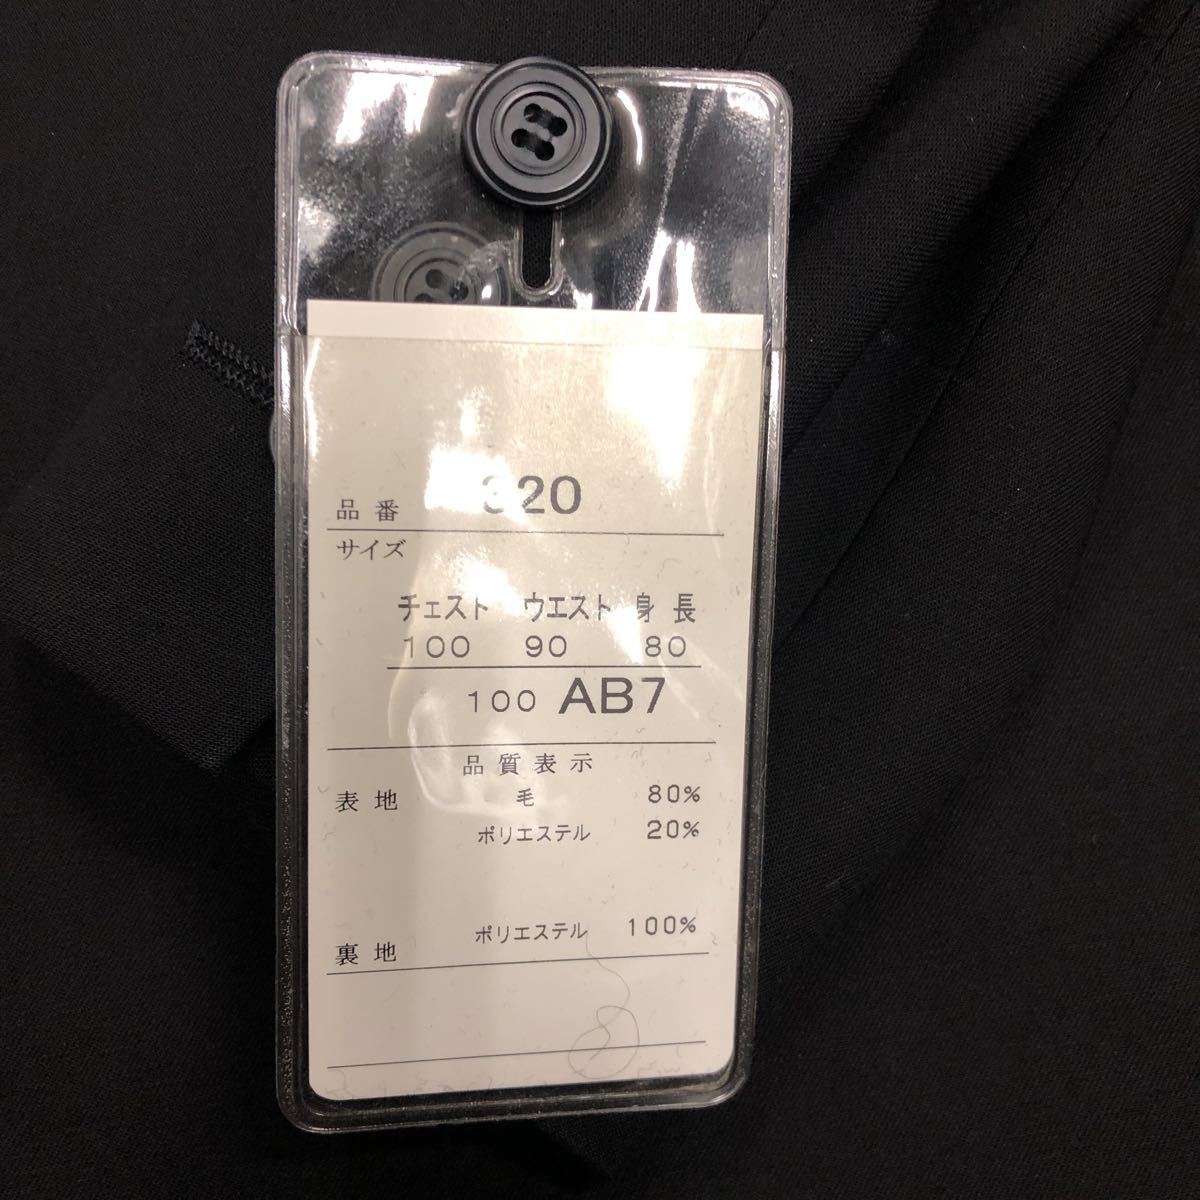 品番 320
サイズ
チェスト ウエスト 身長
100 90 80
100 AB7
品質表示
表地 毛 80%
ポリエステル 20%
ポリエステル 100%
裏地